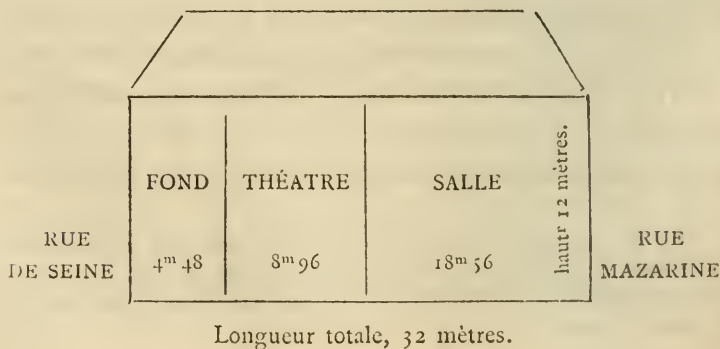 FOND THÉATRE SALLE
hautr 12 mètres.
RUE
DE SEINE
4m 48 8m 96 18m 56
RUE
MAZARINE
Longueur totale, 32 mètres.